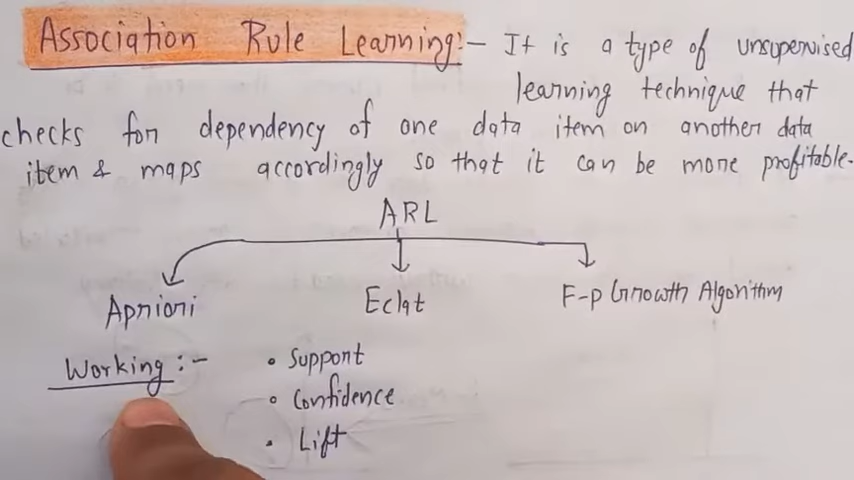 Association Rule Learning:- It is a type of unsupervised
learning technique that
checks for dependency of one data item on another data
item & maps accordingly so that it can be more profitable.
ARL
Apriori Eclat F-p Growth Algorithm
Working :- • Support
• Confidence
• Lift